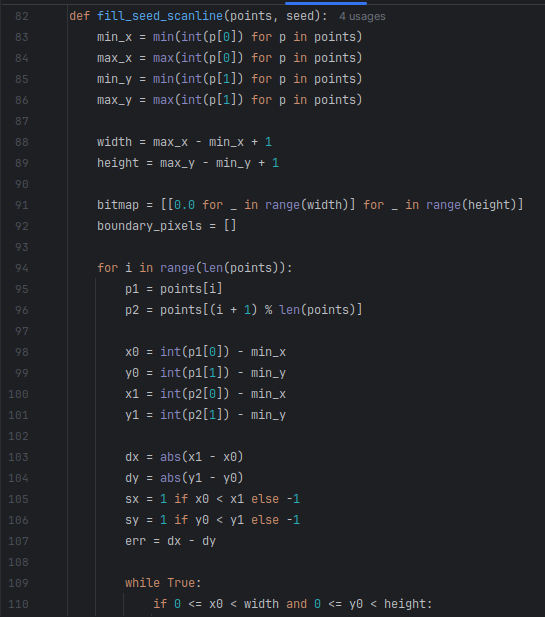 82 def fill_seed_scanline(points, seed): 4 usages
83 min_x = min(int(p[0]) for p in points)
84 max_x = max(int(p[0]) for p in points)
85 min_y = min(int(p[1]) for p in points)
86 max_y = max(int(p[1]) for p in points)
87
88 width = max_x - min_x + 1
89 height = max_y - min_y + 1
90
91 bitmap = [[0.0 for _ in range(width)] for _ in range(height)]
92 boundary_pixels = []
93
94 for i in range(len(points)):
95 p1 = points[i]
96 p2 = points[(i + 1) % len(points)]
97
98 x0 = int(p1[0]) - min_x
99 y0 = int(p1[1]) - min_y
100 x1 = int(p2[0]) - min_x
101 y1 = int(p2[1]) - min_y
102
103 dx = abs(x1 - x0)
104 dy = abs(y1 - y0)
105 sx = 1 if x0 < x1 else -1
106 sy = 1 if y0 < y1 else -1
107 err = dx - dy
108
109 while True:
110 if 0 <= x0 < width and 0 <= y0 < height: